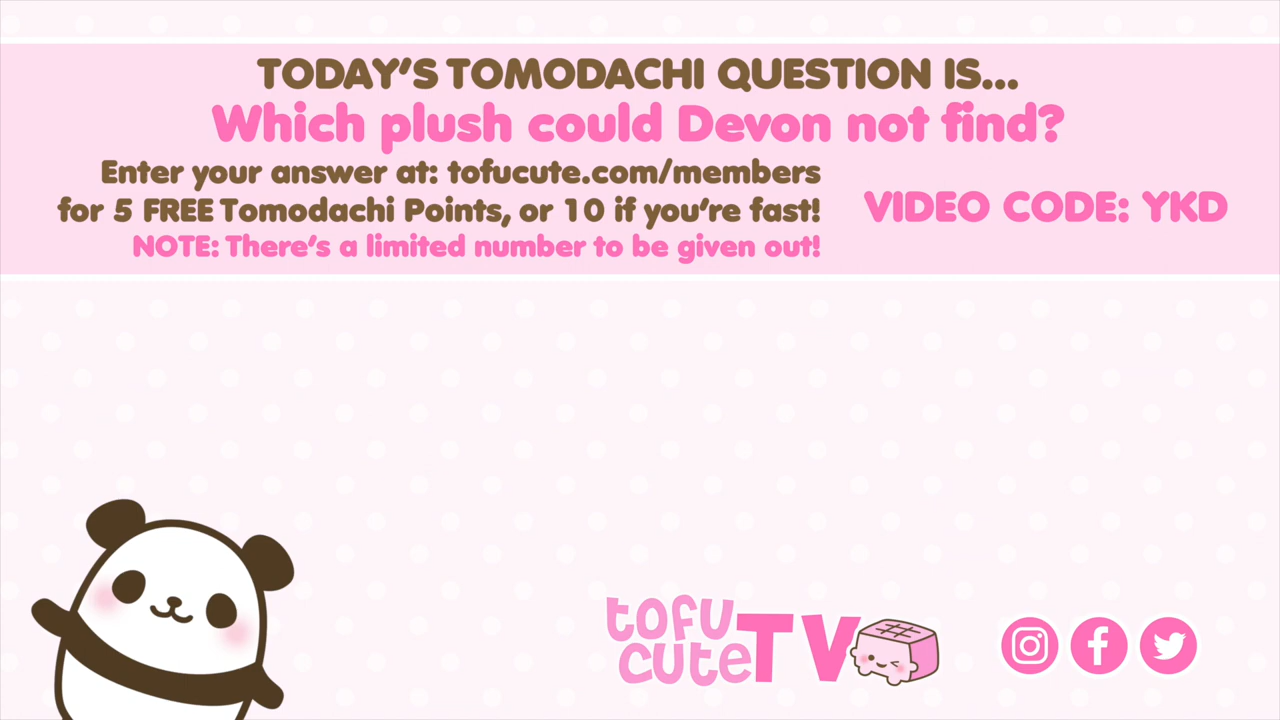 TODAY'S TOMODACHI QUESTION IS...
Which plush could Devon not find?
Enter your answer at: tofucute.com/members
for 5 FREE Tomodachi Points, or 10 if you're fast!
NOTE: There's a limited number to be given out!
VIDEO CODE: YKD
tofu
cute TV